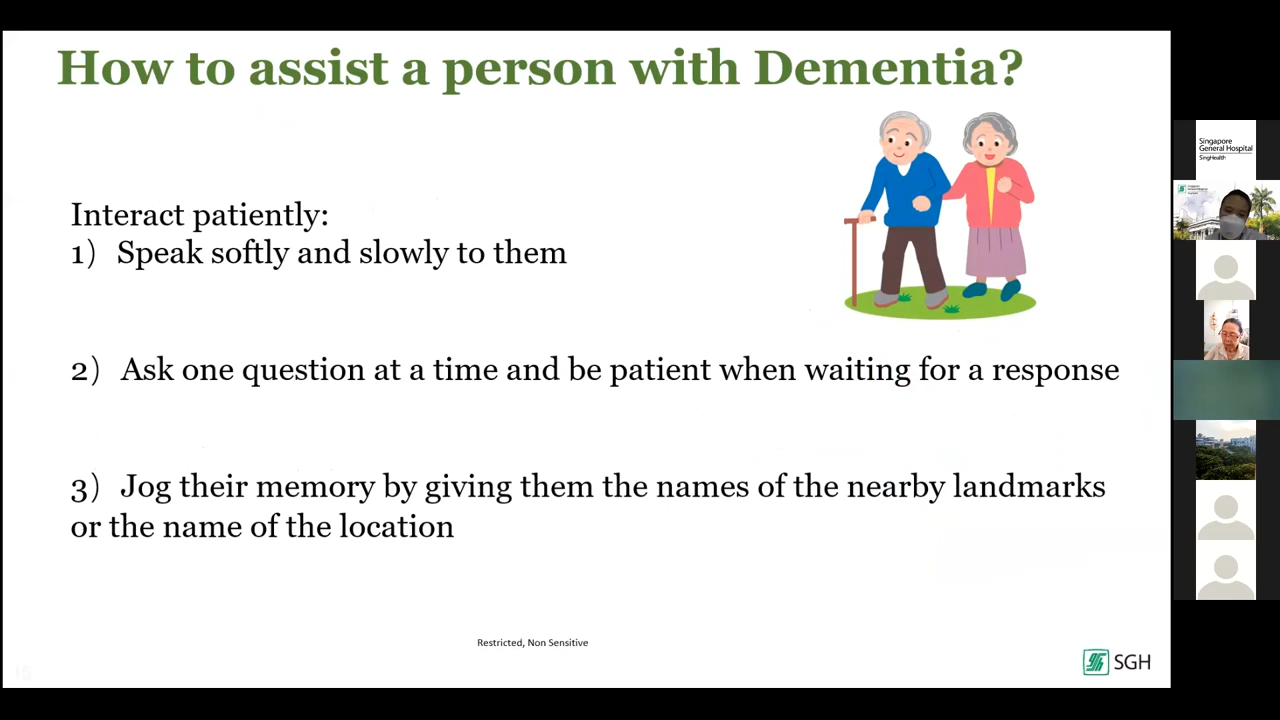 How to assist a person with Dementia?
Interact patiently:
1) Speak softly and slowly to them
2) Ask one question at a time and be patient when waiting for a response
3) Jog their memory by giving them the names of the nearby landmarks
or the name of the location
Restricted, Non Sensitive
SGH
15
Singapore
General Hospital
SingHealth